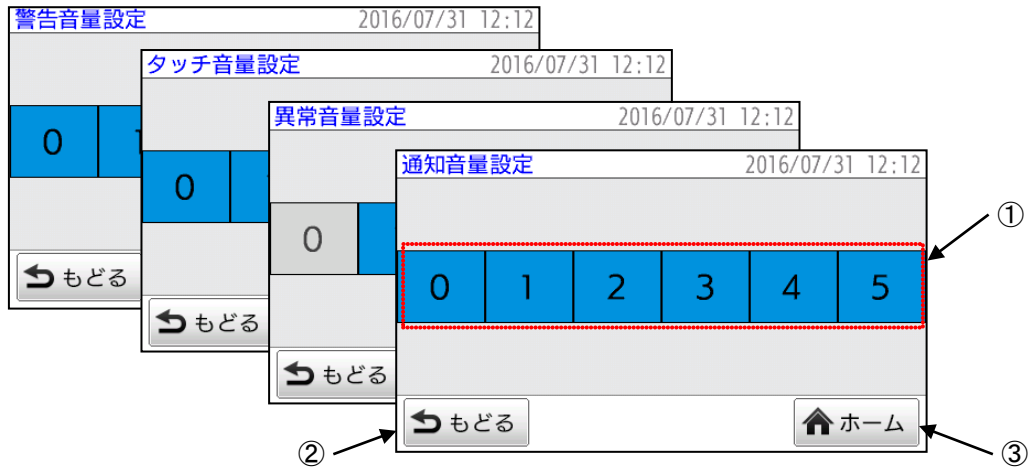 警告音量設定 2016/07/31 12:12
0
もどる
タッチ音量設定 2016/07/31 12:12
0
もどる
異常音量設定 2016/07/31 12:12
0
もどる
通知音量設定 2016/07/31 12:12
0 1 2 3 4 5
もどる ホーム
①
②
③